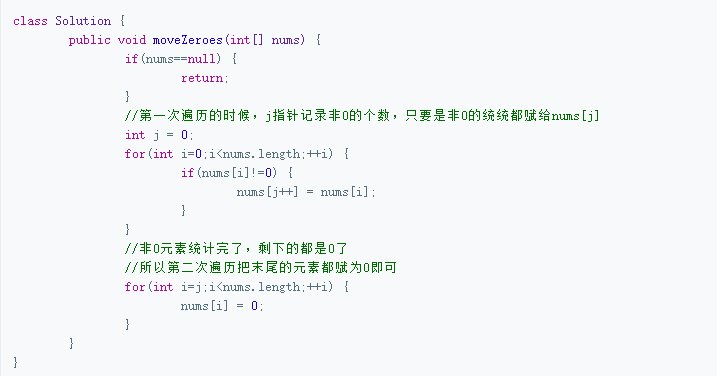 class Solution {
public void moveZeroes(int[] nums) {
if(nums==null) {
return;
}
//第一次遍历的时候，j指针记录非0的个数，只要是非0的统统都赋给nums[j]
int j = 0;
for(int i=0;i<nums.length;++i) {
if(nums[i]!=0) {
nums[j++] = nums[i];
}
}
//非0元素统计完了，剩下的都是0了
//所以第二次遍历把末尾的元素都赋为0即可
for(int i=j;i<nums.length;++i) {
nums[i] = 0;
}
}
}